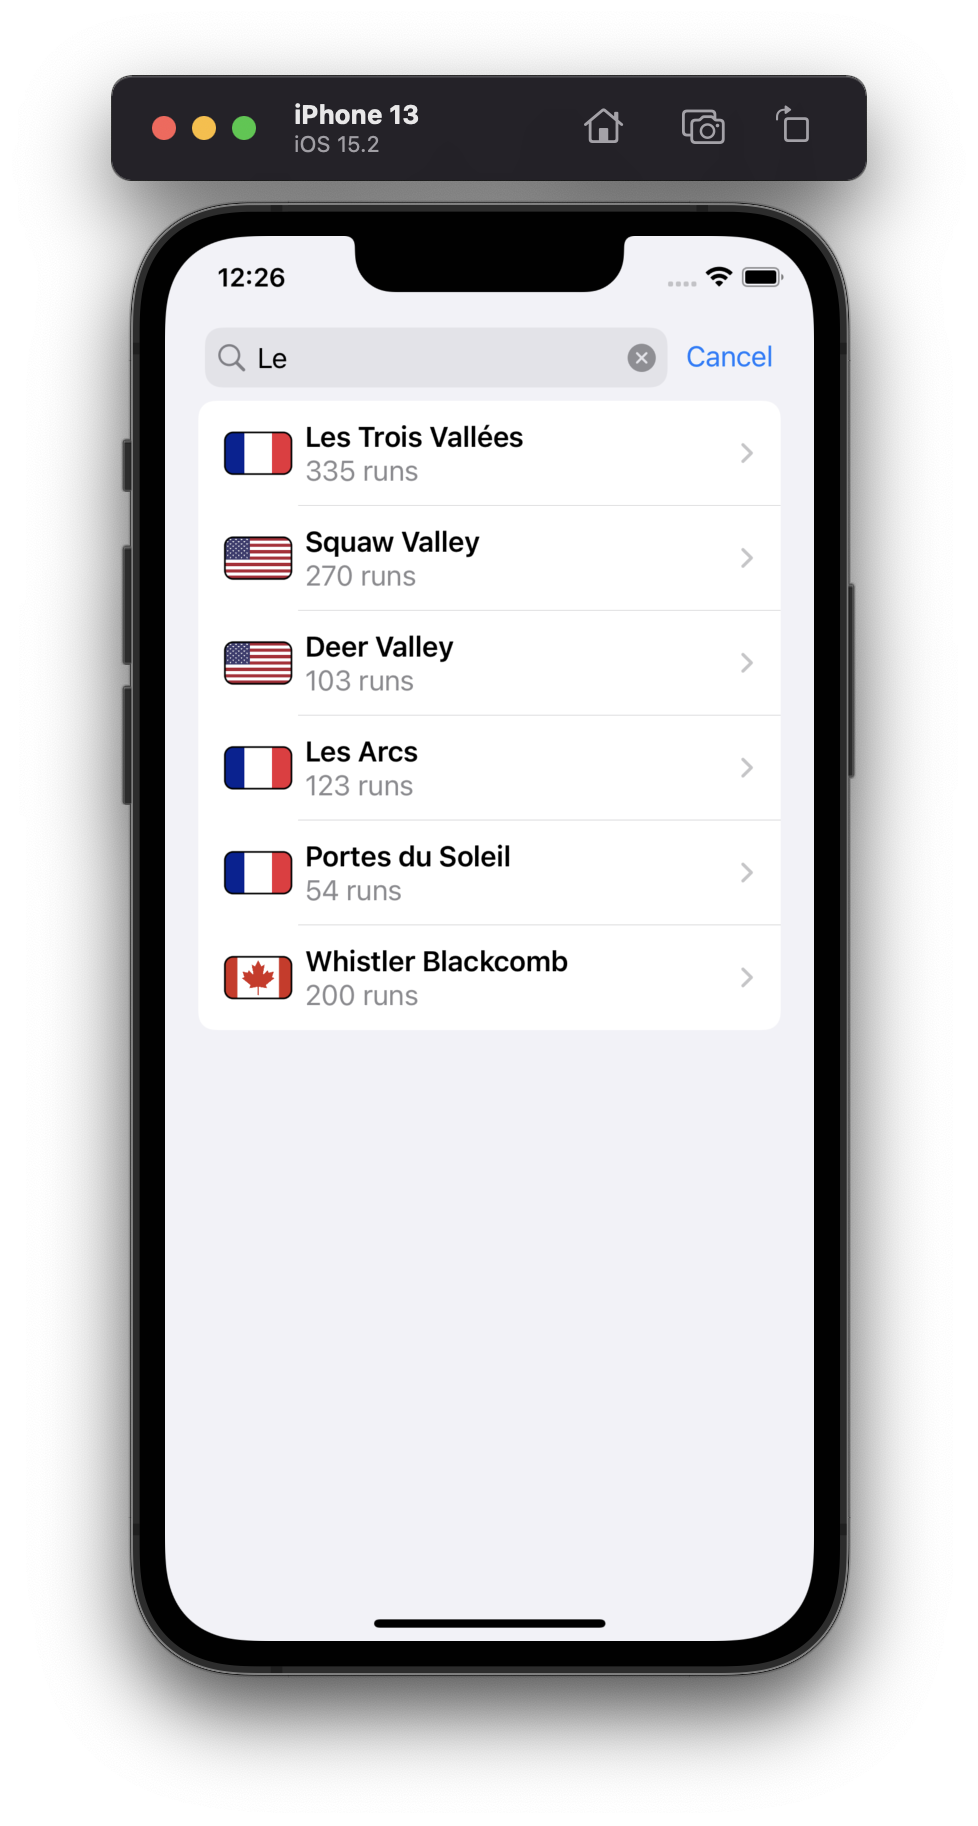 iPhone 13
iOS 15.2
12:26
Le
Cancel
Les Trois Vallées
335 runs
Squaw Valley
270 runs
Deer Valley
103 runs
Les Arcs
123 runs
Portes du Soleil
54 runs
Whistler Blackcomb
200 runs